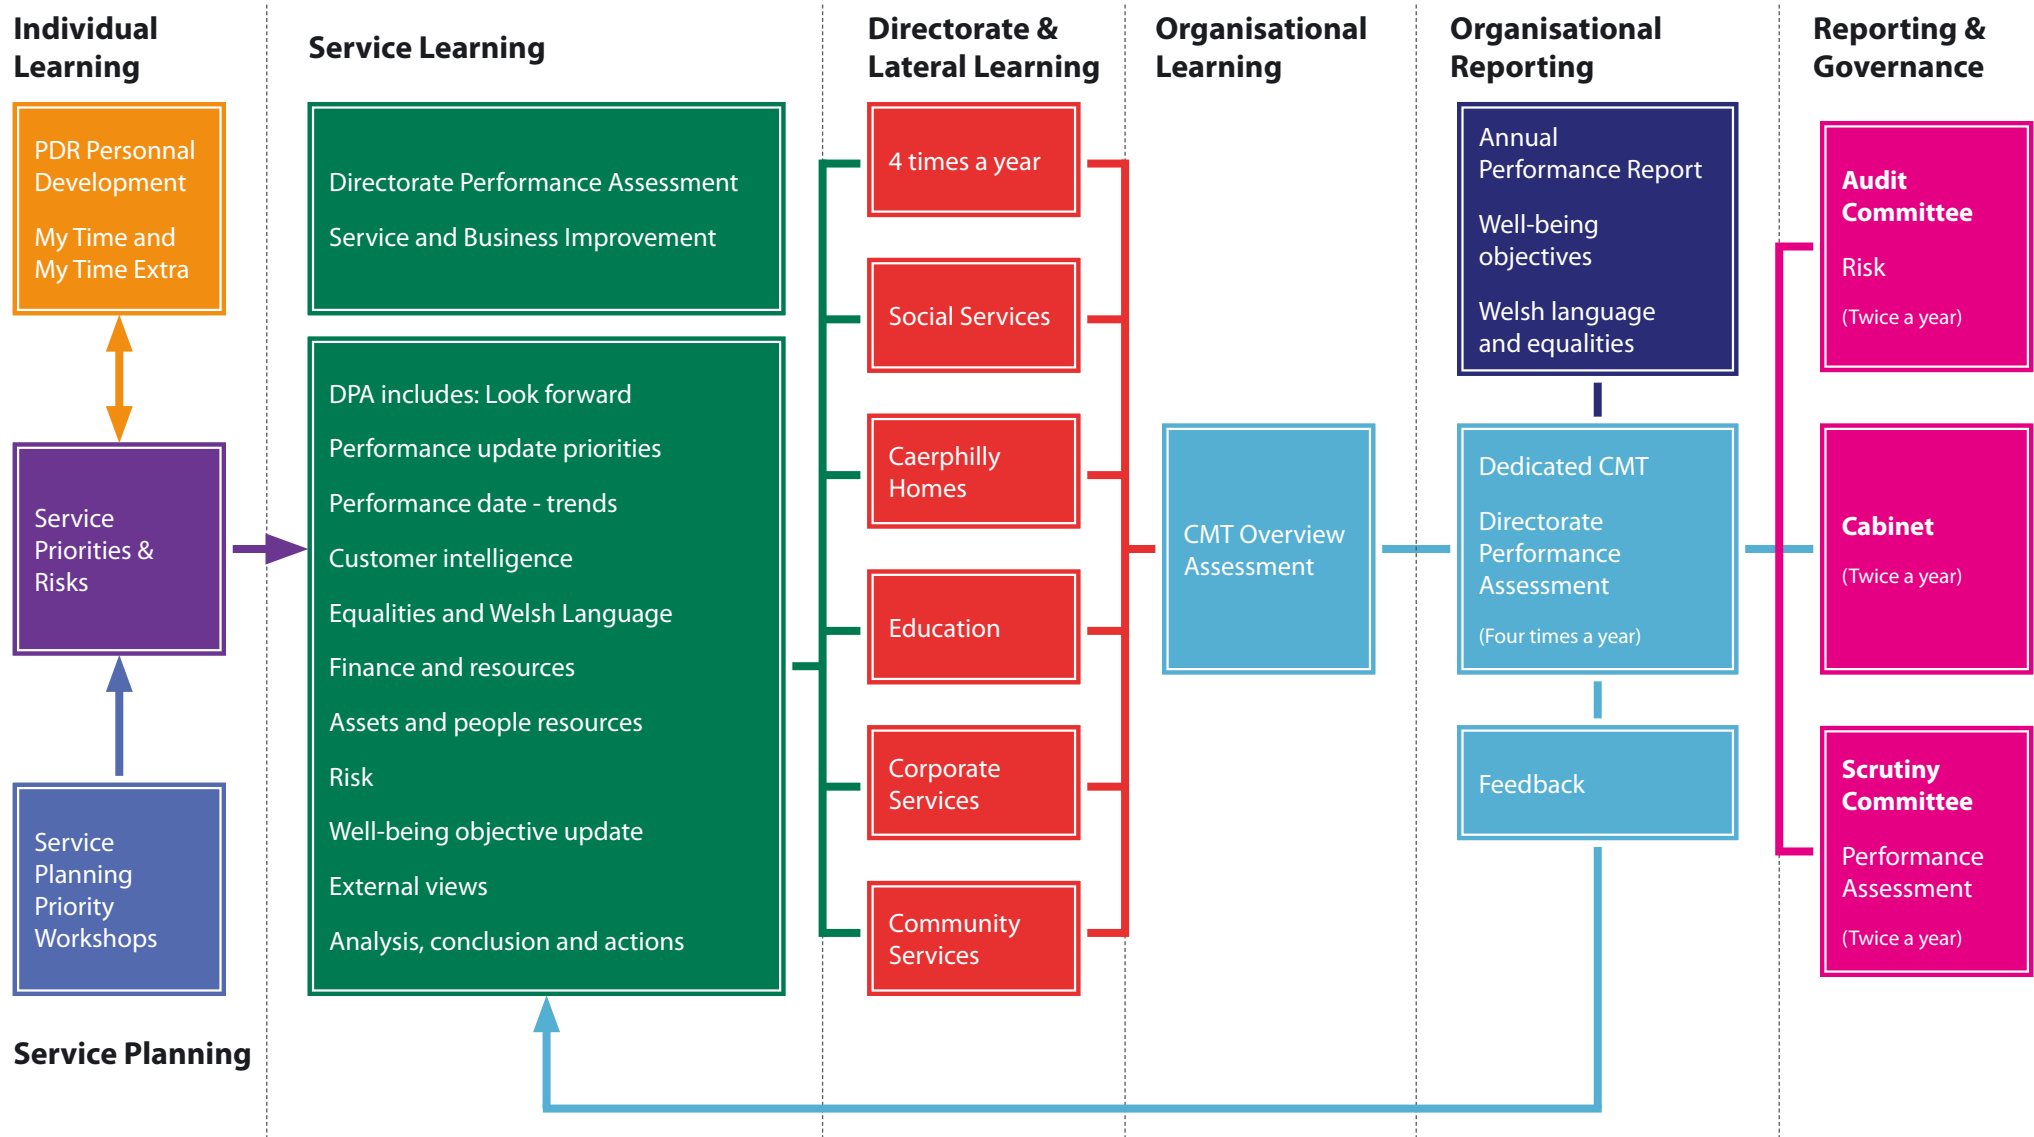 Individual
Learning
Service Learning
Directorate &
Lateral Learning
Organisational
Learning
Organisational
Reporting
Reporting &
Governance
PDR Personnal
Development
My Time and
My Time Extra
Service
Priorities &
Risks
Service
Planning
Priority
Workshops
Service Planning
Directorate Performance Assessment
Service and Business Improvement
DPA includes: Look forward
Performance update priorities
Performance date - trends
Customer intelligence
Equalities and Welsh Language
Finance and resources
Assets and people resources
Risk
Well-being objective update
External views
Analysis, conclusion and actions
4 times a year
Social Services
Caerphilly
Homes
Education
Corporate
Services
Community
Services
CMT Overview
Assessment
Annual
Performance Report
Well-being
objectives
Welsh language
and equalities
Dedicated CMT
Directorate
Performance
Assessment
(Four times a year)
Feedback
Audit
Committee
Risk
(Twice a year)
Cabinet
(Twice a year)
Scrutiny
Committee
Performance
Assessment
(Twice a year)